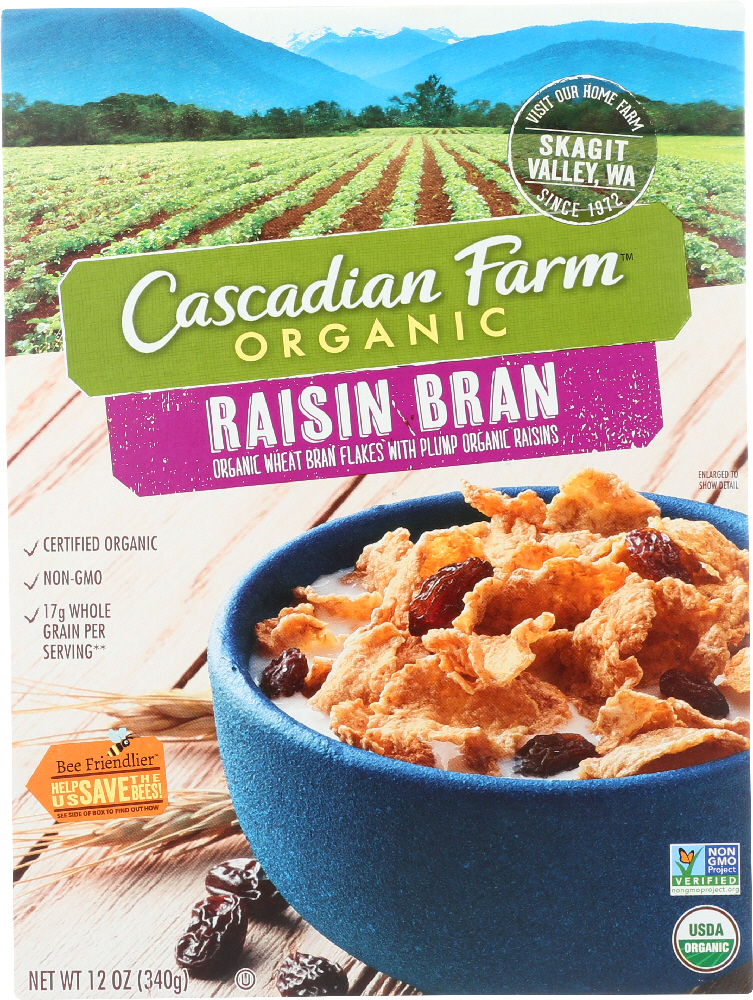 VISIT OUR HOME FARM
SKAGIT
VALLEY, WA
SINCE 1972
Cascadian Farm™
ORGANIC
RAISIN BRAN
ORGANIC WHEAT BRAN FLAKES WITH PLUMP ORGANIC RAISINS
ENLARGED TO
SHOW DETAIL
CERTIFIED ORGANIC
NON-GMO
17g WHOLE
GRAIN PER
SERVING**
Bee Friendlier™
HELP US SAVE THE BEES!
SEE SIDE OF BOX TO FIND OUT HOW
NON
GMO
Project
VERIFIED
nongmoproject.org
USDA
ORGANIC
NET WT 12 OZ (340g)
U